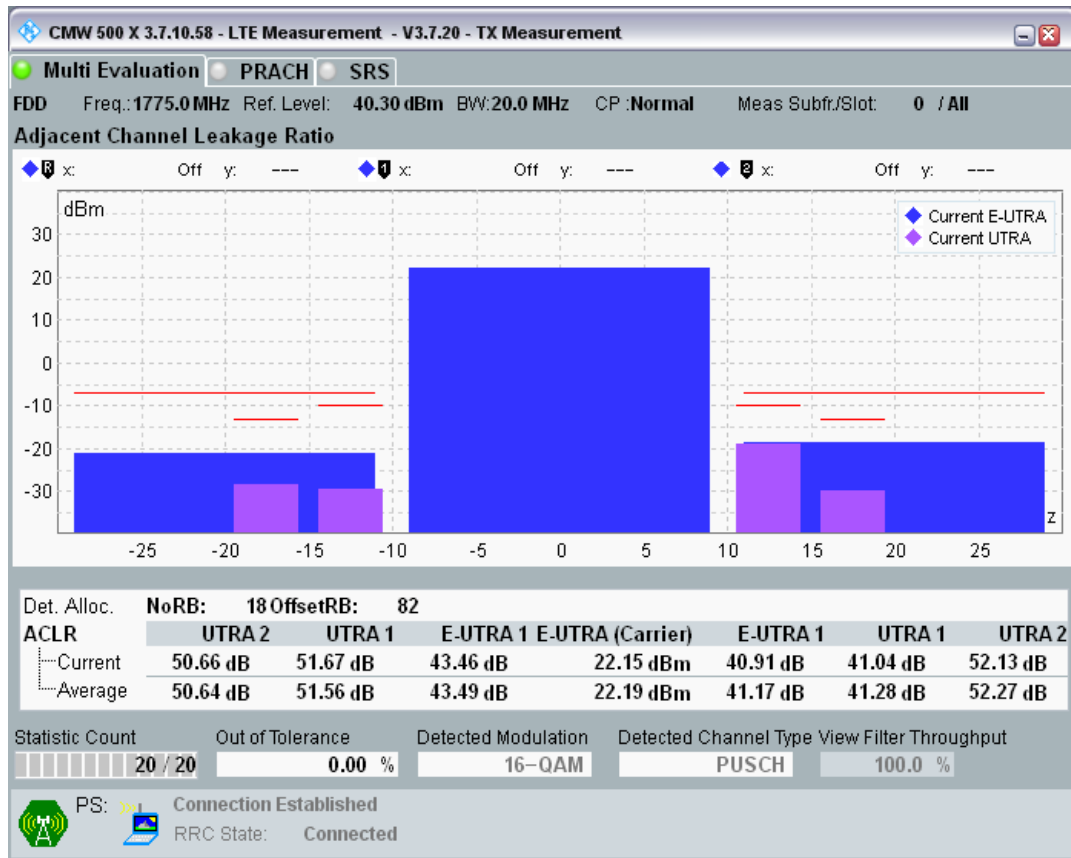 CMW 500 X 3.7.10.58 - LTE Measurement - V3.7.20 - TX Measurement
Multi Evaluation PRACH SRS
FDD Freq.:1775.0 MHz Ref. Level: 40.30 dBm BW:20.0 MHz CP :Normal Meas Subfr./Slot: 0 / All
Adjacent Channel Leakage Ratio
R x: Off y: --- 1 x: Off y: --- 2 x: Off y: ---
dBm
Current E-UTRA
Current UTRA
30
20
10
0
-10
-20
-30
z
-25 -20 -15 -10 -5 0 5 10 15 20 25
Det. Alloc. NoRB: 18 OffsetRB: 82
ACLR UTRA 2 UTRA 1 E-UTRA 1 E-UTRA (Carrier) E-UTRA 1 UTRA 1 UTRA 2
Current 50.66 dB 51.67 dB 43.46 dB 22.15 dBm 40.91 dB 41.04 dB 52.13 dB
Average 50.64 dB 51.56 dB 43.49 dB 22.19 dBm 41.17 dB 41.28 dB 52.27 dB
Statistic Count Out of Tolerance Detected Modulation Detected Channel Type View Filter Throughput
20 / 20 0.00 % 16-QAM PUSCH 100.0 %
PS: Connection Established
RRC State: Connected